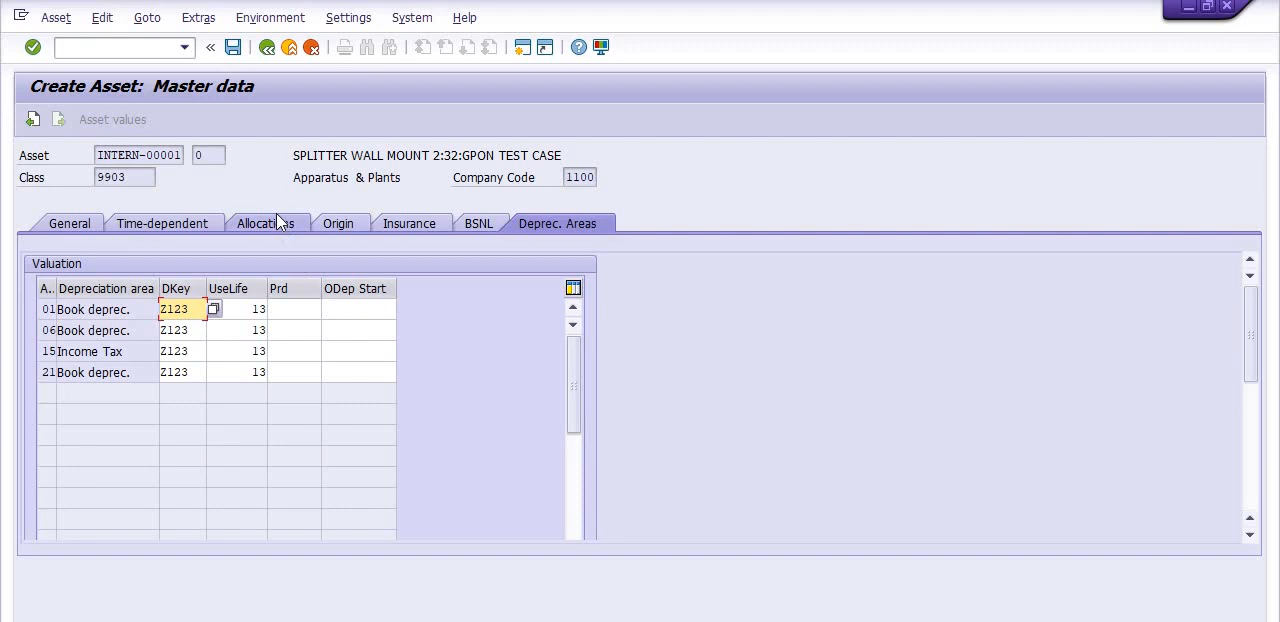 Asset Edit Goto Extras Environment Settings System Help
Create Asset: Master data
Asset values
Asset INTERN-00001 0 SPLITTER WALL MOUNT 2:32:GPON TEST CASE
Class 9903 Apparatus & Plants Company Code 1100
General Time-dependent Allocations Origin Insurance BSNL Deprec. Areas
Valuation
A.. Depreciation area DKey UseLife Prd ODep Start
01 Book deprec. Z123 13
06 Book deprec. Z123 13
15 Income Tax Z123 13
21 Book deprec. Z123 13